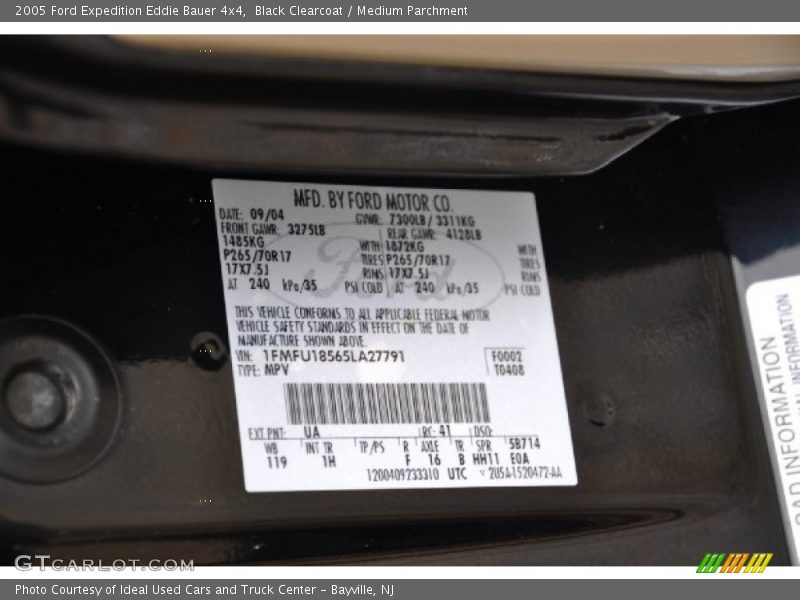 2005 Ford Expedition Eddie Bauer 4x4,  Black Clearcoat / Medium Parchment
MFD. BY FORD MOTOR CO.
DATE: 09/04 GVWR: 7300LB / 3311KG
FRONT GAWR: 3275LB REAR GAWR: 4128LB
1485KG WITH 1872KG WITH
P265/70R17 TIRES P265/70R17 TIRES
17X7.5J RIMS 17X7.5J RIMS
AT 240 kPa/35 PSI COLD AT 240 kPa/35 PSI COLD
Ford
THIS VEHICLE CONFORMS TO ALL APPLICABLE FEDERAL MOTOR
VEHICLE SAFETY STANDARDS IN EFFECT ON THE DATE OF
MANUFACTURE SHOWN ABOVE.
VIN: 1FMFU18565LA27791 F0002
TYPE: MPV T0408
EXT PNT: UA RC: 41 DSO:
WB INT TR TP/PS R AXLE TR SPR 5B714
119 1H F 16 B HH11 E0A
1200409233310 UTC 2U5A-1520472-AA
OAD INFORMATION
INFORMATION
GTCARLOT.COM
Photo Courtesy of Ideal Used Cars and Truck Center – Bayville, NJ